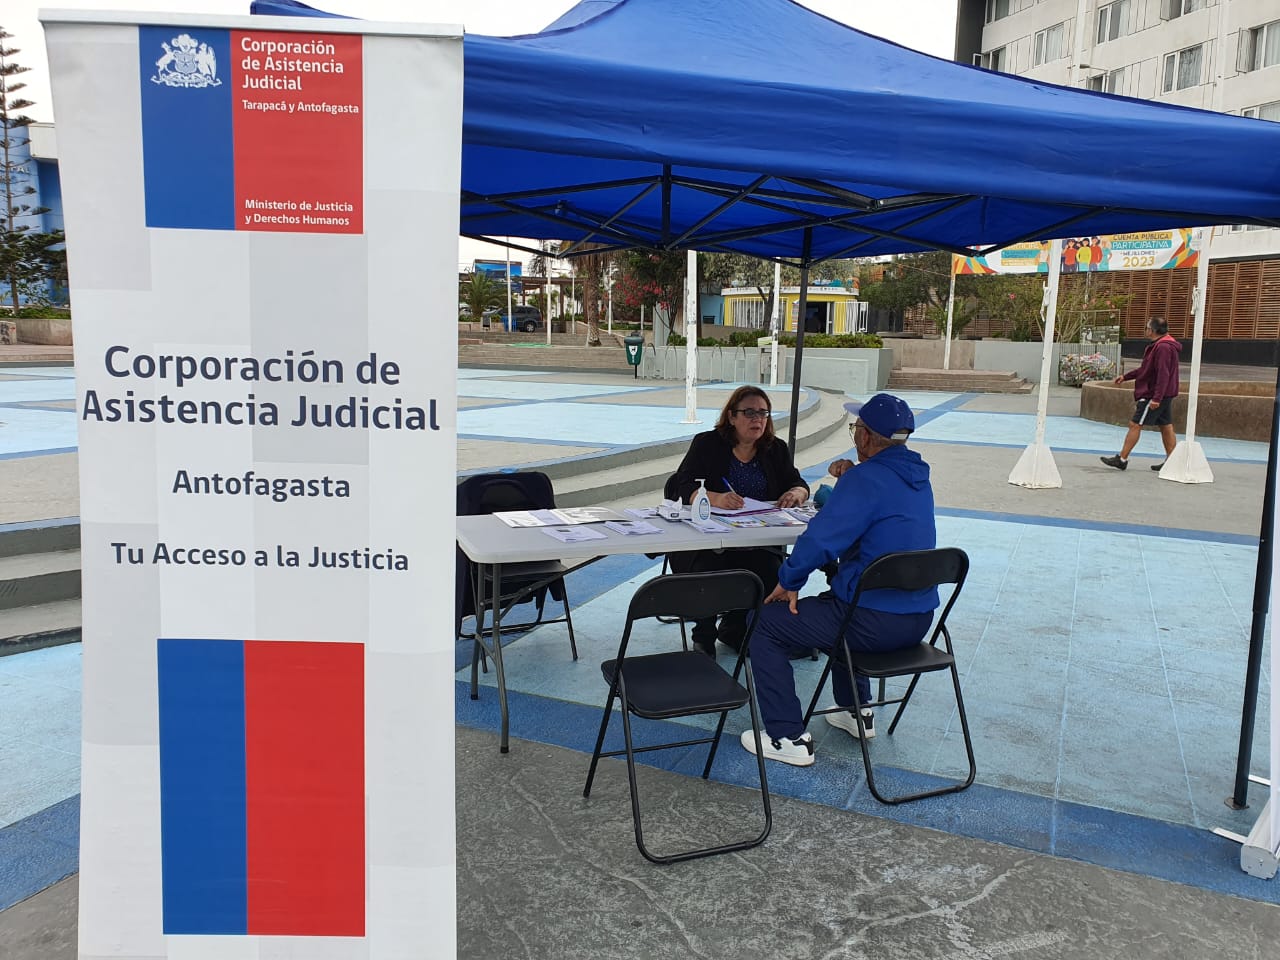 Corporación
de Asistencia
Judicial
Tarapacá y Antofagasta
Ministerio de Justicia
y Derechos Humanos
Corporación de
Asistencia Judicial
Antofagasta
Tu Acceso a la Justicia
CUENTA PÚBLICA
PARTICIPATIVA
MEJILLONES
2023